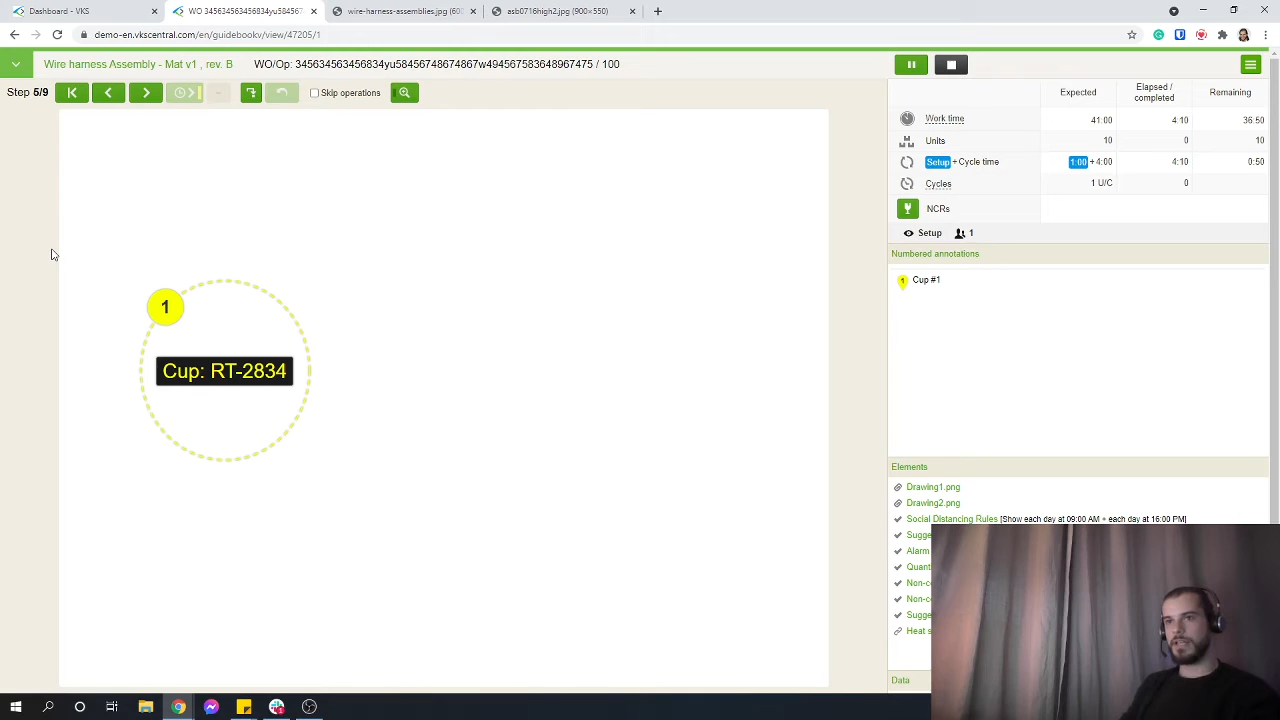 Dashboard - VKS
WO 345634563456834yu58456
wire-harness-assemblies.jpg (600
asb0716high2.jpg (900×550)
demo-en.vkscentral.com/en/guidebookv/view/47205/1
Wire harness Assembly - Mat v1 , rev. B
WO/Op: 345634563456834yu58456748674867w494567583648967475 / 100
Step 5/9
Skip operations
Expected
Elapsed /
completed
Remaining
Work time 41:00 4:10 36:50
Units 10 0 10
Setup + Cycle time 1:00 + 4:00 4:10 0:50
Cycles 1 U/C 0
NCRs
Setup 1
Numbered annotations
1 Cup #1
1
Cup: RT-2834
Elements
Drawing1.png
Drawing2.png
Social Distancing Rules [Show each day at 09:00 AM + each day at 16:00 PM]
Sugge
Alarm
Quant
Non-c
Non-c
Sugge
Heat s
Data